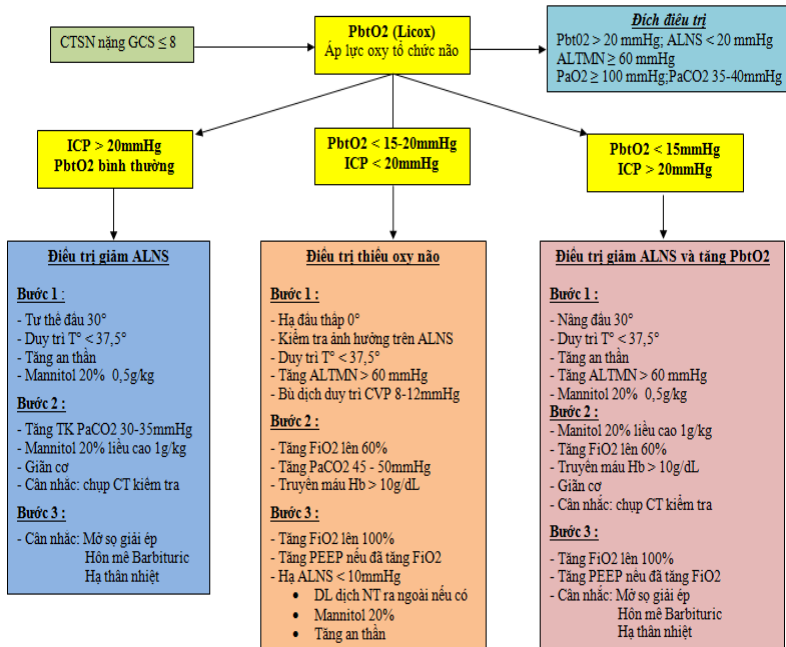 CTSN nặng GCS ≤ 8
PbtO2 (Licox)
Áp lực oxy tổ chức não
Đích điều trị
Pbt02 > 20 mmHg; ALNS < 20 mmHg
ALTMN ≥ 60 mmHg
PaO2 ≥ 100 mmHg;PaCO2 35-40mmHg
ICP > 20mmHg
PbtO2 bình thường
PbtO2 < 15-20mmHg
ICP < 20mmHg
PbtO2 < 15mmHg
ICP > 20mmHg
Điều trị giảm ALNS
Bước 1 :
- Tư thế đầu 30°
- Duy trì T° < 37,5°
- Tăng an thần
- Mannitol 20% 0,5g/kg
Bước 2 :
- Tăng TK PaCO2 30-35mmHg
- Mannitol 20% liều cao 1g/kg
- Giãn cơ
- Cân nhắc: chụp CT kiểm tra
Bước 3 :
- Cân nhắc: Mở sọ giải ép
Hôn mê Barbituric
Hạ thân nhiệt
Điều trị thiếu oxy não
Bước 1 :
- Hạ đầu thấp 0°
- Kiểm tra ảnh hưởng trên ALNS
- Duy trì T° < 37,5°
- Tăng ALTMN > 60 mmHg
- Bù dịch duy trì CVP 8-12mmHg
Bước 2 :
- Tăng FiO2 lên 60%
- Tăng PaCO2 45 - 50mmHg
- Truyền máu Hb > 10g/dL
Bước 3 :
- Tăng FiO2 lên 100%
- Tăng PEEP nếu đã tăng FiO2
- Hạ ALNS < 10mmHg
• DL dịch NT ra ngoài nếu có
• Mannitol 20%
• Tăng an thần
Điều trị giảm ALNS và tăng PbtO2
Bước 1 :
- Nâng đầu 30°
- Duy trì T° < 37,5°
- Tăng an thần
- Tăng ALTMN > 60 mmHg
- Mannitol 20% 0,5g/kg
Bước 2 :
- Manitol 20% liều cao 1g/kg
- Tăng FiO2 lên 60%
- Truyền máu Hb > 10g/dL
- Giãn cơ
- Cân nhắc: chụp CT kiểm tra
Bước 3 :
- Tăng FiO2 lên 100%
- Tăng PEEP nếu đã tăng FiO2
- Cân nhắc: Mở sọ giải ép
Hôn mê Barbituric
Hạ thân nhiệt